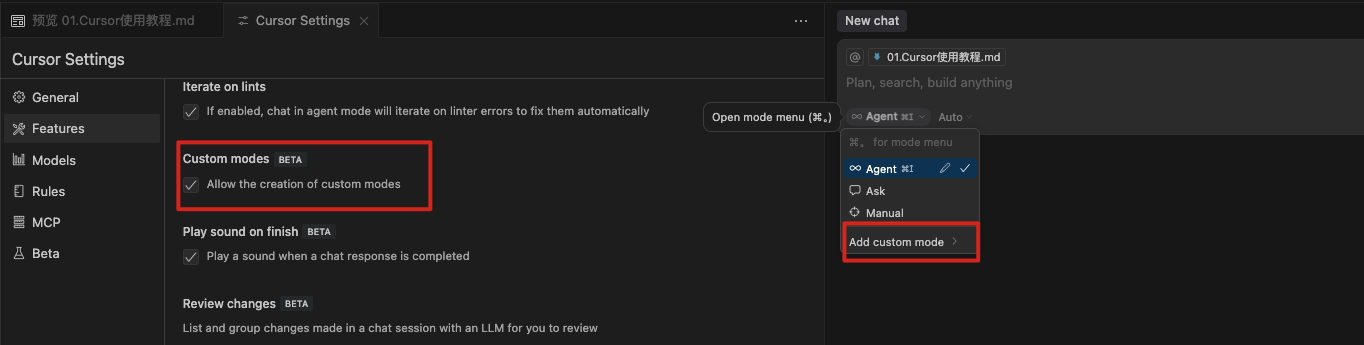 预览 01.Cursor使用教程.md
Cursor Settings
Cursor Settings
General
Features
Models
Rules
MCP
Beta
Iterate on lints
If enabled, chat in agent mode will iterate on linter errors to fix them automatically
Custom modes BETA
Allow the creation of custom modes
Play sound on finish BETA
Play a sound when a chat response is completed
Review changes BETA
List and group changes made in a chat session with an LLM for you to review
New chat
@ 01.Cursor使用教程.md
Plan, search, build anything
Open mode menu (⌘。)
Agent ⌘I Auto
⌘。 for mode menu
Agent ⌘I
Ask
Manual
Add custom mode